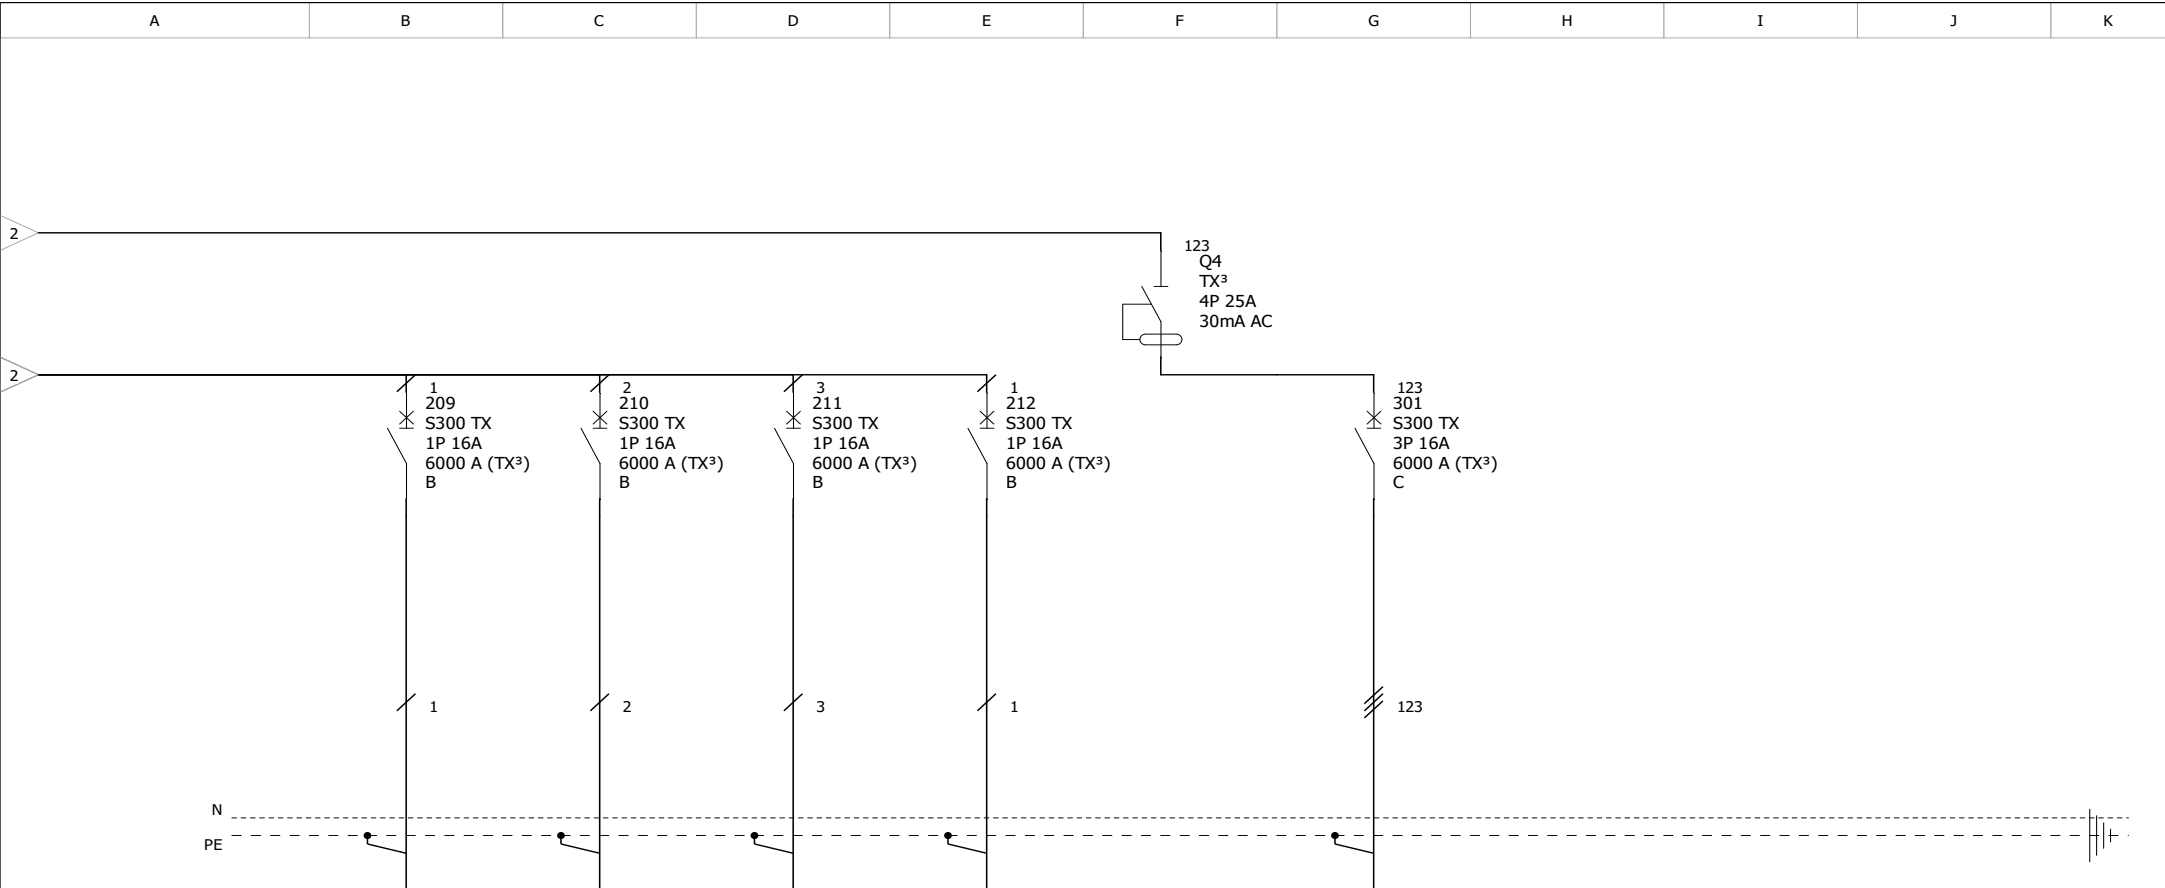 A B C D E F G H I J K
2
123
Q4
TX³
4P 25A
30mA AC
2
1
209
S300 TX
1P 16A
6000 A (TX³)
B
2
210
S300 TX
1P 16A
6000 A (TX³)
B
3
211
S300 TX
1P 16A
6000 A (TX³)
B
1
212
S300 TX
1P 16A
6000 A (TX³)
B
123
301
S300 TX
3P 16A
6000 A (TX³)
C
1 2 3 1 123
N
PE